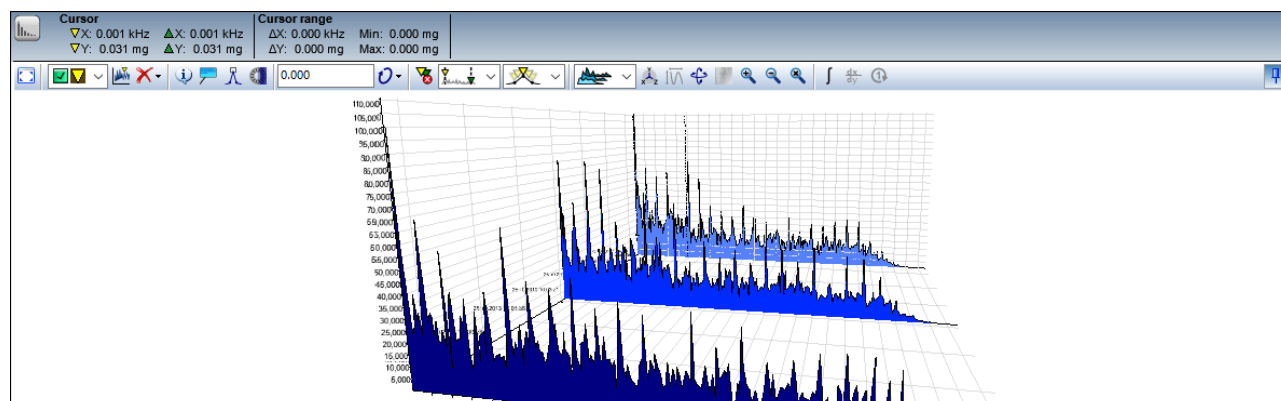 Cursor
X: 0.001 kHz
X: 0.001 kHz
Y: 0.031 mg
Y: 0.031 mg
Cursor range
ΔX: 0.000 kHz
Min: 0.000 mg
ΔY: 0.000 mg
Max: 0.000 mg
0.000
110,000
105,000
100,000
95,000
90,000
85,000
80,000
75,000
70,000
65,000
60,000
55,000
50,000
45,000
40,000
35,000
30,000
25,000
20,000
15,000
10,000
5,000